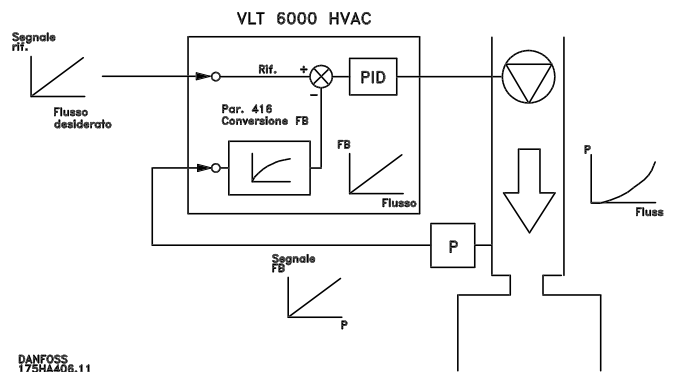 VLT 6000 HVAC
Segnale
rif.
Flusso
desiderato
Rif.
+
−
PID
Par. 416
Conversione FB
FB
Flusso
P
Fluss
P
Segnale
FB
P
DANFOSS
175HA406.11